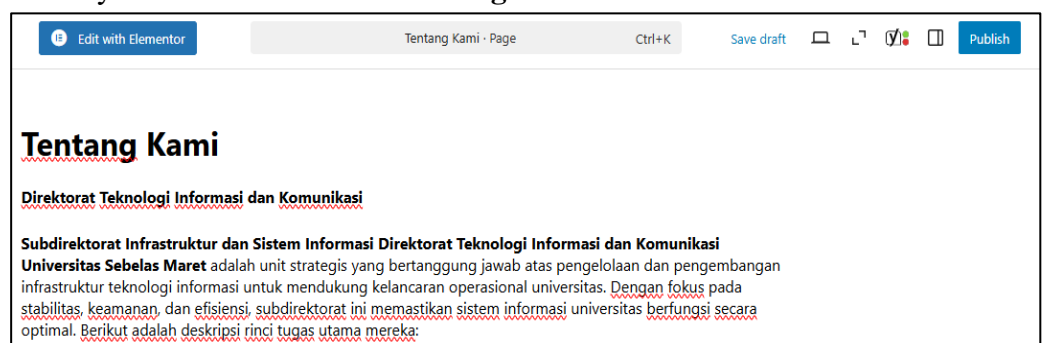 Edit with Elementor
Tentang Kami · Page
Ctrl+K
Save draft
Publish
Tentang Kami
Direktorat Teknologi Informasi dan Komunikasi
Subdirektorat Infrastruktur dan Sistem Informasi Direktorat Teknologi Informasi dan Komunikasi
Universitas Sebelas Maret adalah unit strategis yang bertanggung jawab atas pengelolaan dan pengembangan
infrastruktur teknologi informasi untuk mendukung kelancaran operasional universitas. Dengan fokus pada
stabilitas, keamanan, dan efisiensi, subdirektorat ini memastikan sistem informasi universitas berfungsi secara
optimal. Berikut adalah deskripsi rinci tugas utama mereka: